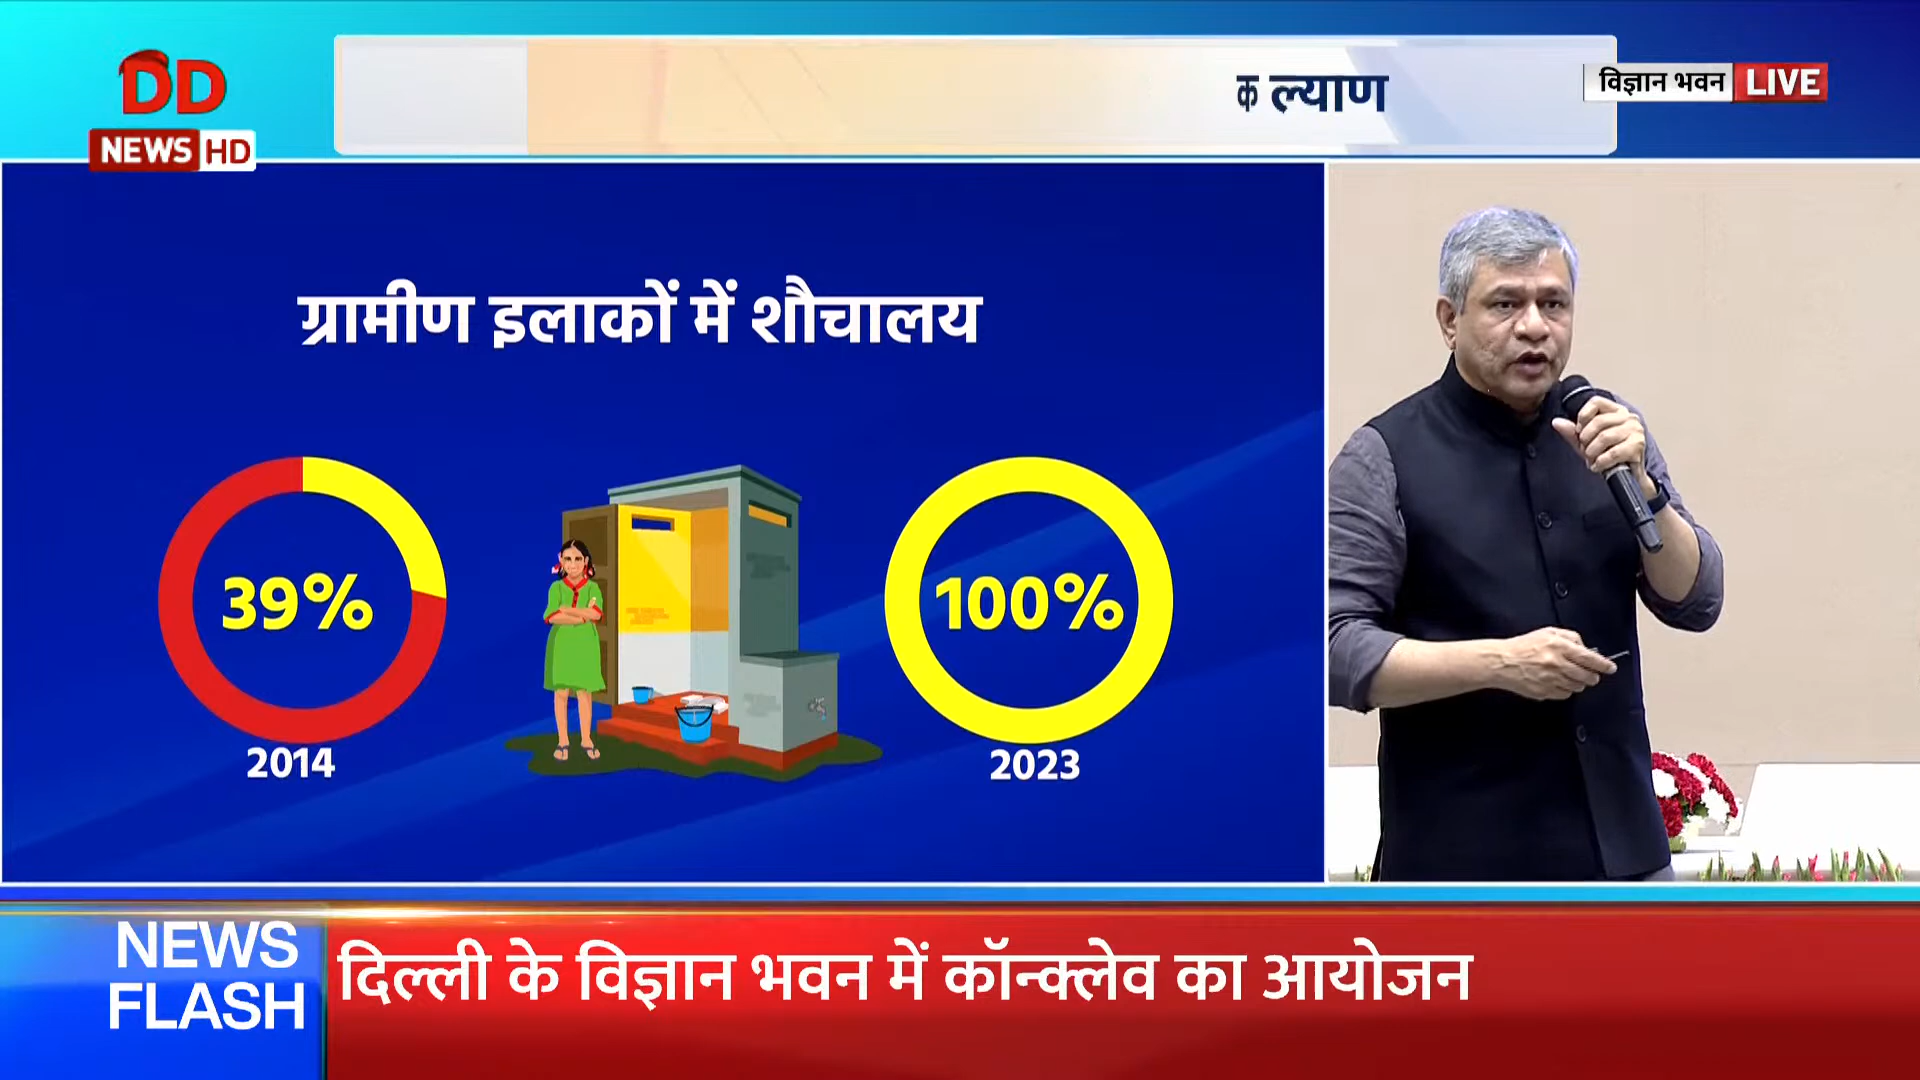 DD
NEWS HD
क ल्याण
विज्ञान भवन LIVE
ग्रामीण इलाकों में शौचालय
39%
100%
2014
2023
NEWS
FLASH
दिल्ली के विज्ञान भवन में कॉन्क्लेव का आयोजन